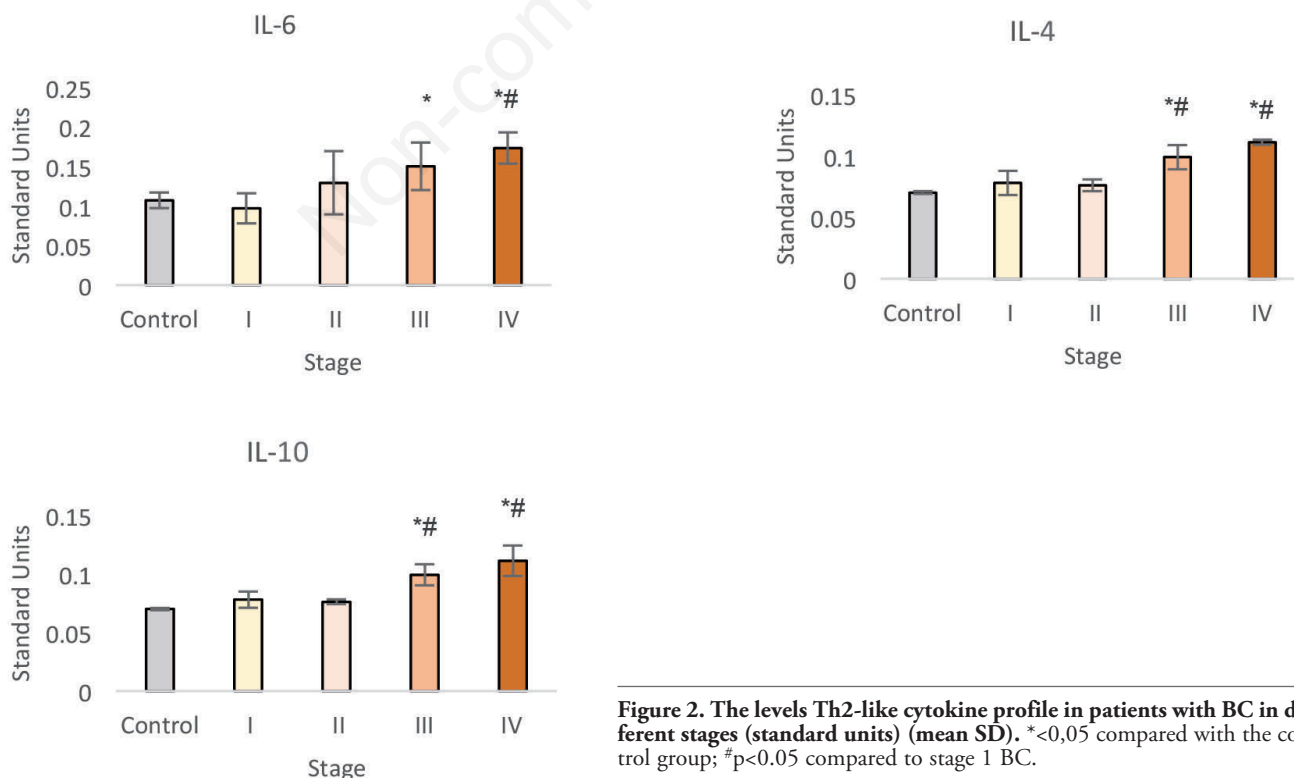 IL-6
Standard Units
0.25
0.2
0.15
0.1
0.05
0
* *#
Control I II III IV
Stage
Non-com
IL-4
Standard Units
0.15
0.1
0.05
0
*# *#
Control I II III IV
Stage
IL-10
Standard Units
0.15
0.1
0.05
0
*# *#
Control I II III IV
Stage
Figure 2. The levels Th2-like cytokine profile in patients with BC in d
ferent stages (standard units) (mean SD). *<0,05 compared with the co
trol group; #p<0.05 compared to stage 1 BC.